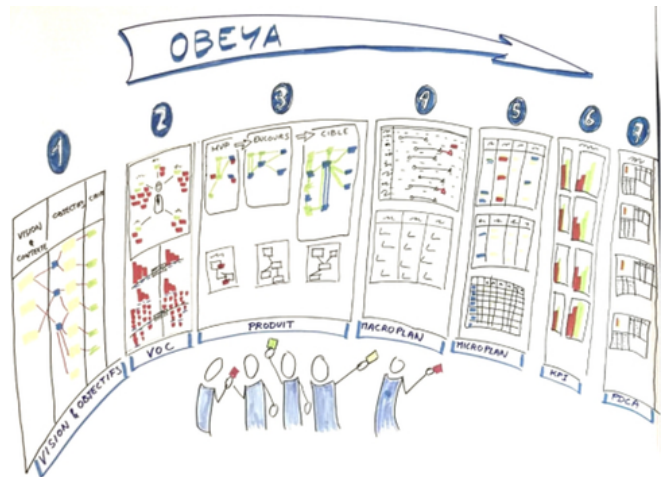 OBEYA
1
2
3
4
5
6
7
VISION
&
CONTEXTE
OBJECTIFS
MVP
ENCOURS
CIBLE
VISION & OBJECTIFS
VOC
PRODUIT
MACROPLAN
MICROPLAN
KPI
PDCA